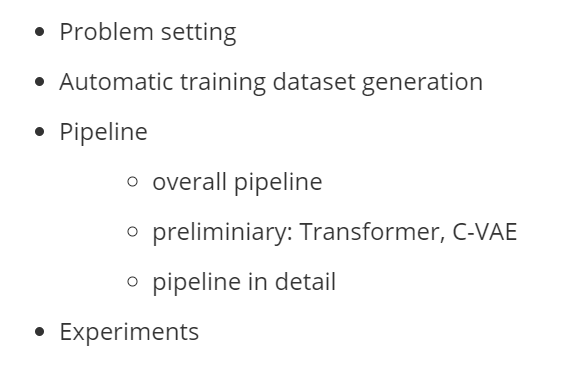 Problem setting
Automatic training dataset generation
Pipeline
overall pipeline
preliminiary: Transformer, C-VAE
pipeline in detail
Experiments